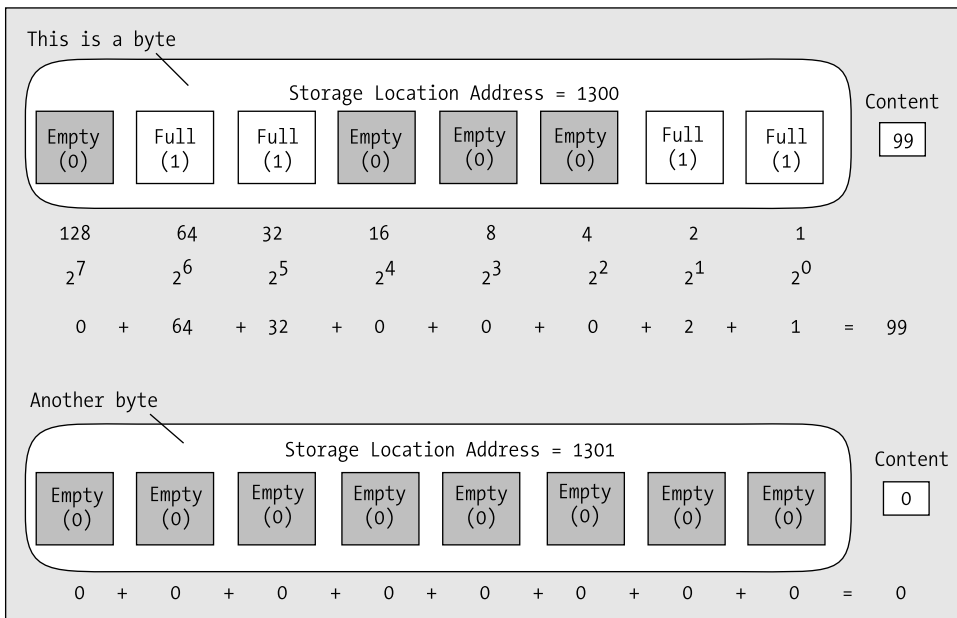 This is a byte
Storage Location Address = 1300
Content
Empty (0) Full (1) Full (1) Empty (0) Empty (0) Empty (0) Full (1) Full (1) 99
128 64 32 16 8 4 2 1
2^7 2^6 2^5 2^4 2^3 2^2 2^1 2^0
0 + 64 + 32 + 0 + 0 + 0 + 2 + 1 = 99
Another byte
Storage Location Address = 1301
Content
Empty (0) Empty (0) Empty (0) Empty (0) Empty (0) Empty (0) Empty (0) Empty (0) 0
0 + 0 + 0 + 0 + 0 + 0 + 0 + 0 = 0